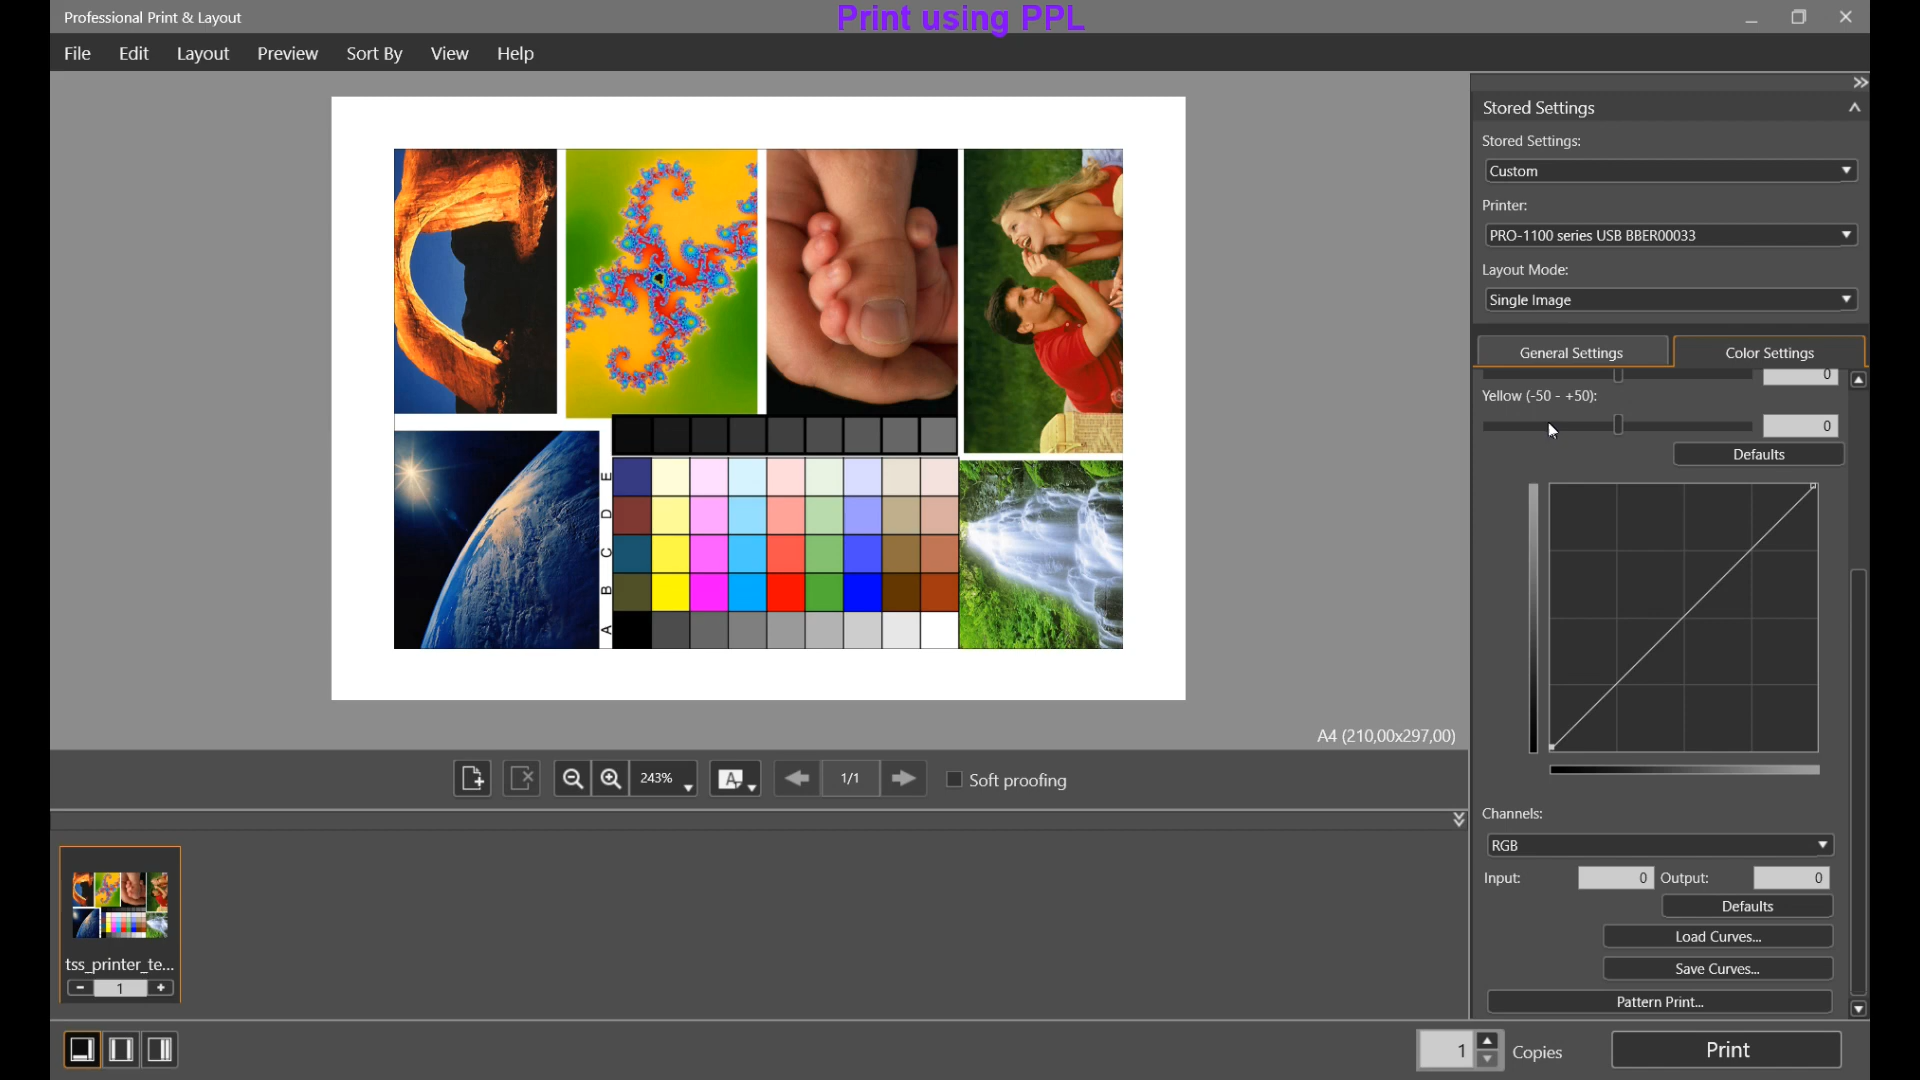 Professional Print & Layout
Print using PPL
File Edit Layout Preview Sort By View Help
Stored Settings
Stored Settings:
Custom
Printer:
PRO-1100 series USB BBER00033
Layout Mode:
Single Image
General Settings Color Settings
0
Yellow (-50 - +50):
0
Defaults
E
D
C
B
A
A4 (210,00x297,00)
243% A 1/1 Soft proofing
Channels:
RGB
Input: 0 Output: 0
Defaults
Load Curves...
Save Curves...
Pattern Print...
tss_printer_te...
- 1 +
1 Copies Print